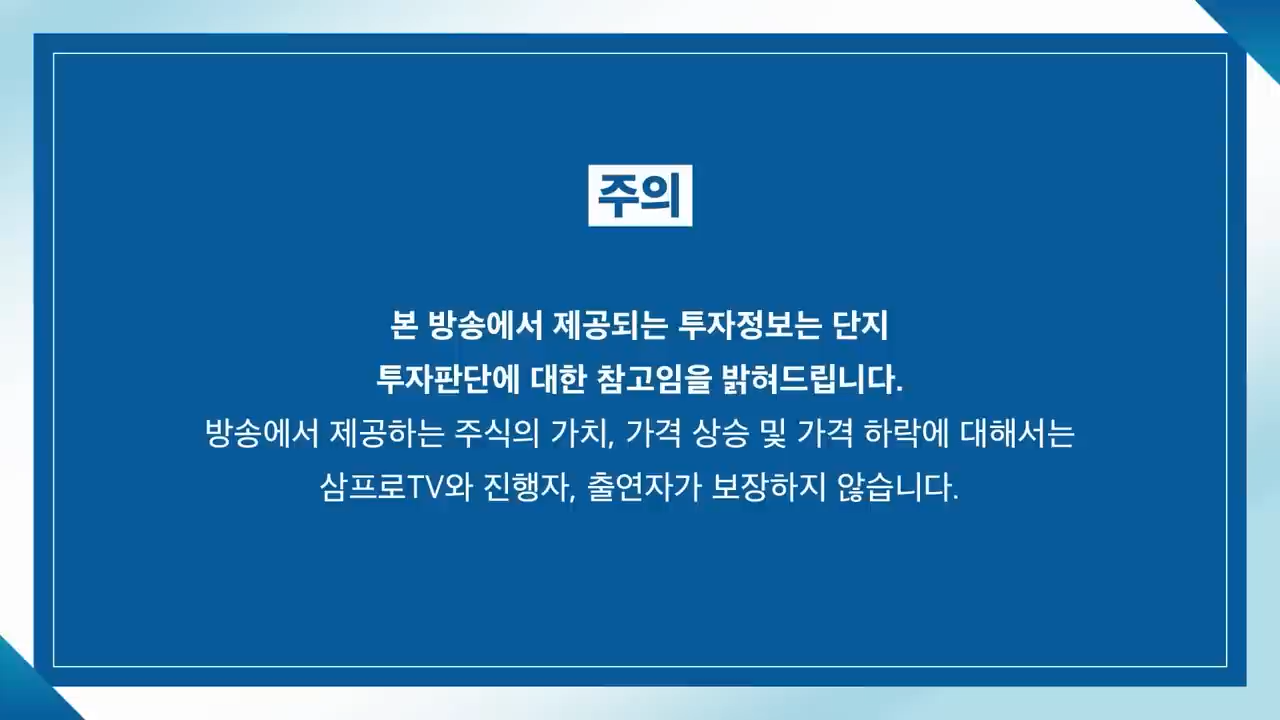 주의
본 방송에서 제공되는 투자정보는 단지
투자판단에 대한 참고임을 밝혀드립니다.
방송에서 제공하는 주식의 가치, 가격 상승 및 가격 하락에 대해서는
삼프로TV와 진행자, 출연자가 보장하지 않습니다.